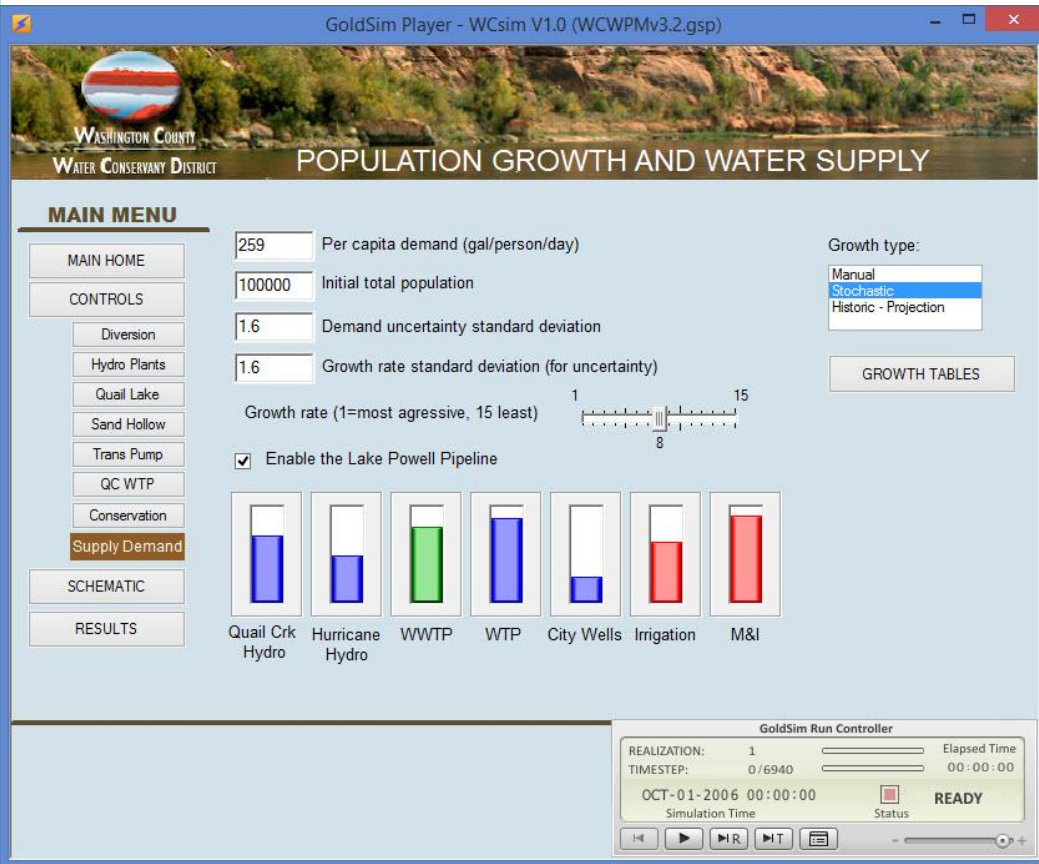 GoldSim Player - WCsim V1.0 (WCWPMv3.2.gsp)
WASHINGTON COUNTY
WATER CONSERVANY DISTRICT
POPULATION GROWTH AND WATER SUPPLY
MAIN MENU
MAIN HOME
CONTROLS
Diversion
Hydro Plants
Quail Lake
Sand Hollow
Trans Pump
QC WTP
Conservation
Supply Demand
SCHEMATIC
RESULTS
259 Per capita demand (gal/person/day)
100000 Initial total population
1.6 Demand uncertainty standard deviation
1.6 Growth rate standard deviation (for uncertainty)
Growth rate (1=most agressive, 15 least)
1 15
8
Enable the Lake Powell Pipeline
Growth type:
Manual
Stochastic
Historic - Projection
GROWTH TABLES
Quail Crk Hydro
Hurricane Hydro
WWTP
WTP
City Wells
Irrigation
M&I
GoldSim Run Controller
REALIZATION: 1
Elapsed Time
TIMESTEP: 0/6940
00:00:00
OCT-01-2006 00:00:00
Simulation Time
Status
READY
R
T
- +